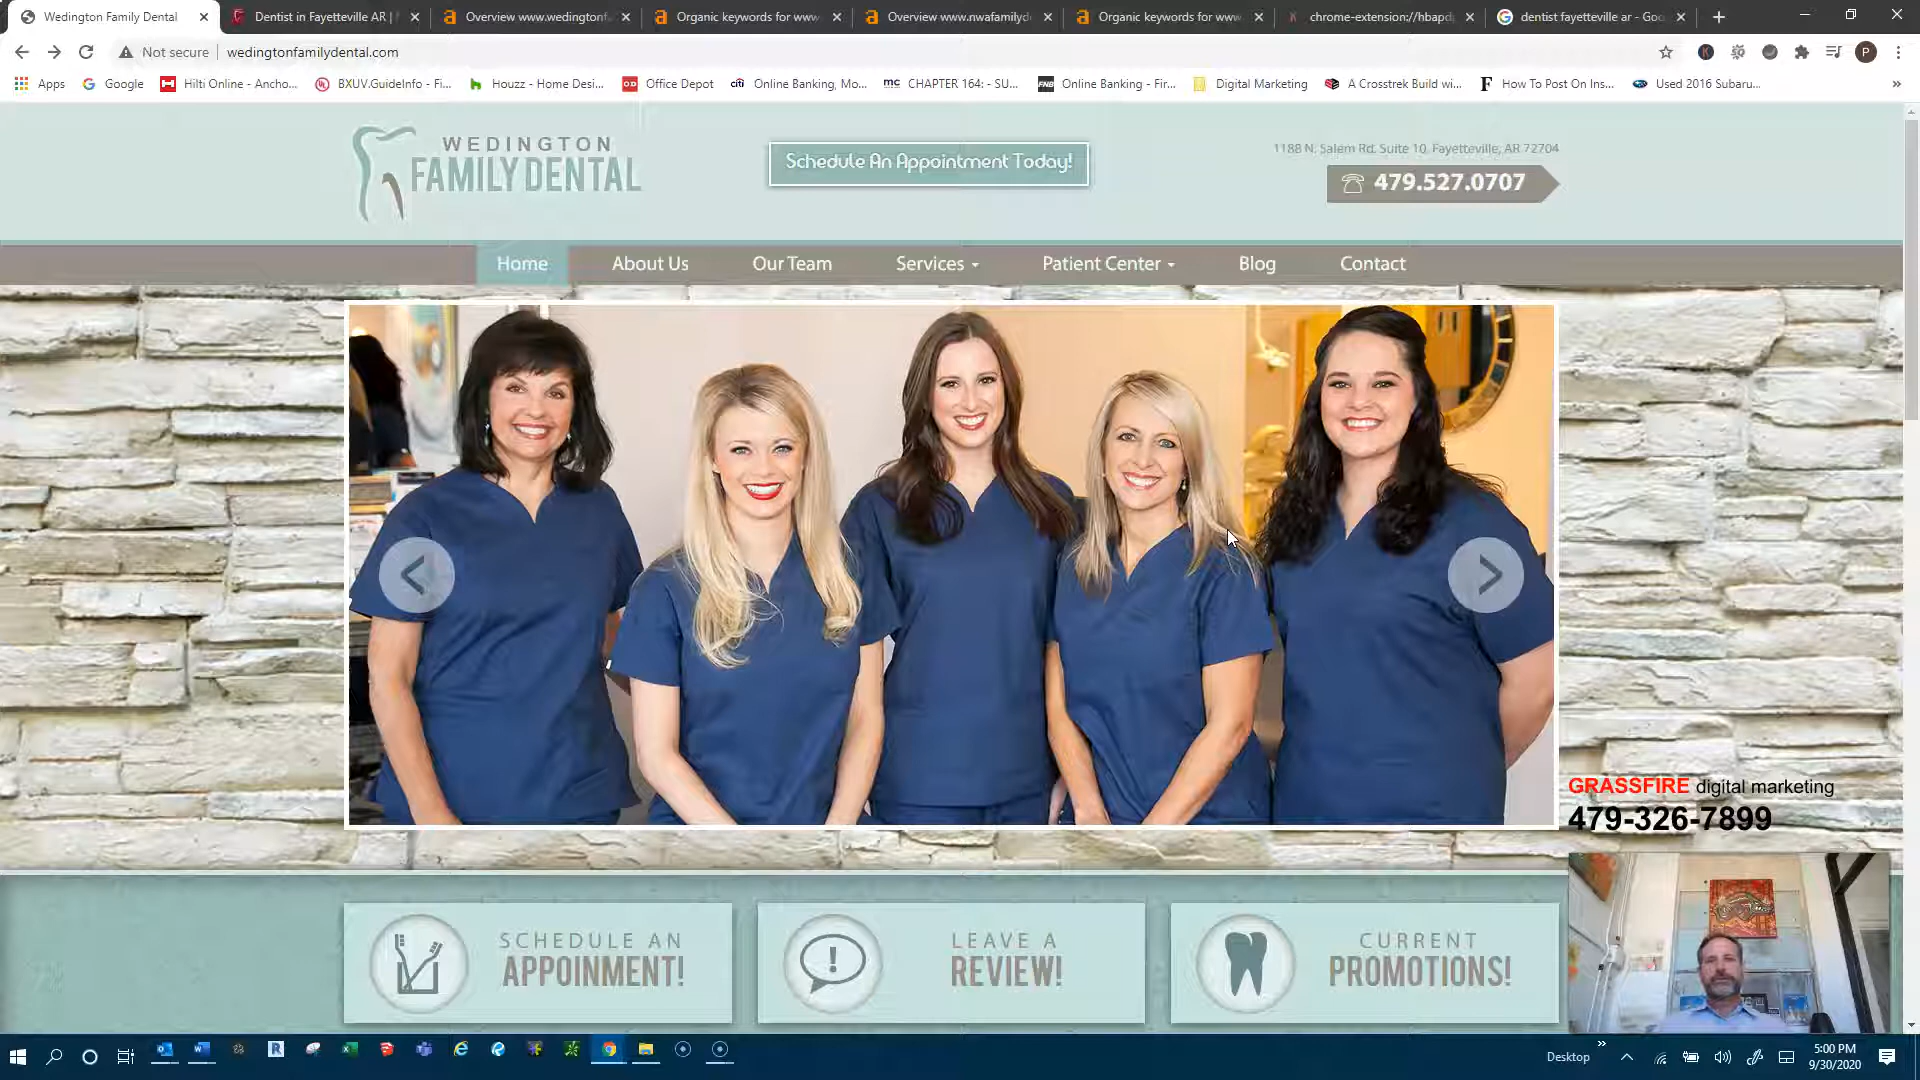 Wedington Family Dental
Dentist in Fayetteville AR |
Overview www.wedingtonf
Organic keywords for www
Overview www.nwafamilyd
Organic keywords for www
chrome-extension://hbapd
dentist fayetteville ar - Goo
Not secure
wedingtonfamilydental.com
P
Apps
Google
Hilti Online - Ancho...
BXUV.GuideInfo - Fi...
Houzz - Home Desi...
Office Depot
Online Banking, Mo...
CHAPTER 164: - SU...
Online Banking - Fir...
Digital Marketing
A Crosstrek Build wi...
How To Post On Ins...
Used 2016 Subaru...
WEDINGTON
FAMILY DENTAL
Schedule An Appointment Today!
1188 N. Salem Rd. Suite 10, Fayetteville, AR 72704
479.527.0707
Home
About Us
Our Team
Services
Patient Center
Blog
Contact
GRASSFIRE digital marketing
479-326-7899
SCHEDULE AN
APPOINMENT!
LEAVE A
REVIEW!
CURRENT
PROMOTIONS!
Desktop
5:00 PM
9/30/2020